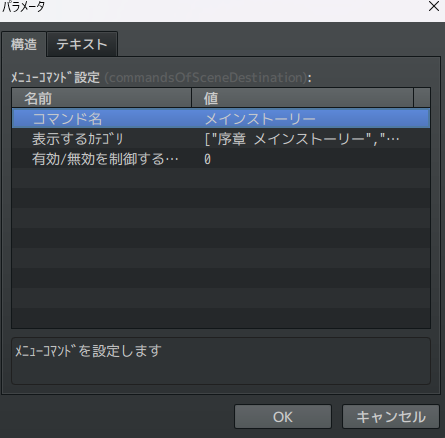 パラメータ
構造
テキスト
ﾒﾆｭｰｺﾏﾝﾄﾞ設定 (commandsOfSceneDestination):
名前 値
コマンド名 メインストーリー
表示するｶﾃｺﾞﾘ ["序章 メインストーリー","…
有効/無効を制御する… 0
ﾒﾆｭｰｺﾏﾝﾄﾞを設定します
OK キャンセル